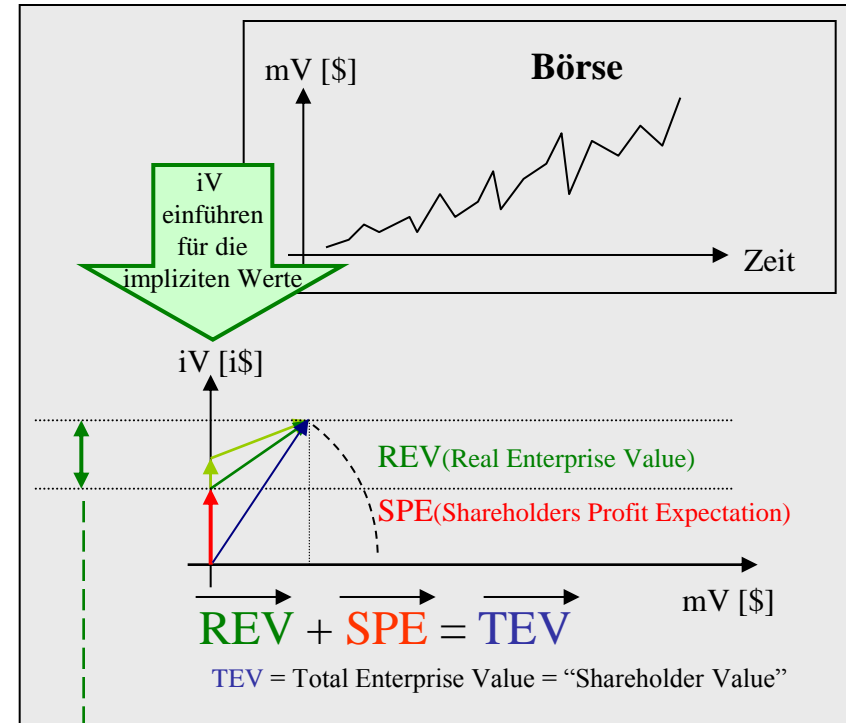 mV [$]
Börse
Zeit
iV
einführen
für die
impliziten Werte
iV [i$]
REV(Real Enterprise Value)
SPE(Shareholders Profit Expectation)
mV [$]
REV + SPE = TEV
TEV = Total Enterprise Value = “Shareholder Value”